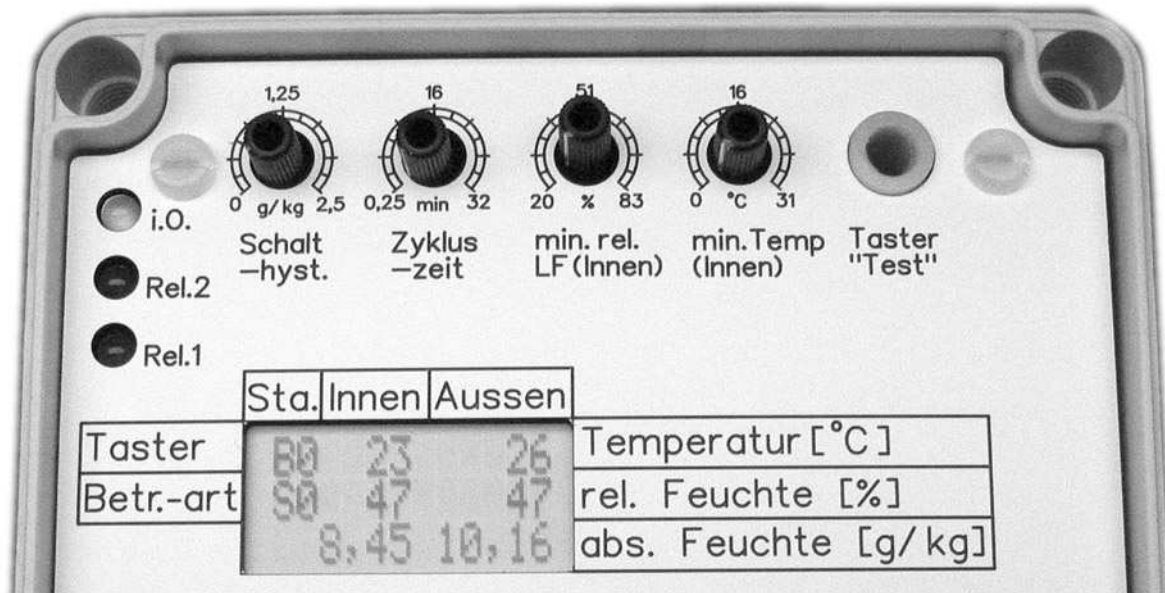 1,25 16 51 16
0 g/kg 2,5 0,25 min 32 20 % 83 0 °C 31
Schalt Zyklus min. rel. min.Temp Taster
-hyst. -zeit LF(Innen) (Innen) "Test"
i.O.
Rel.2
Rel.1
Sta. Innen Aussen
Taster B0 23 26 Temperatur[°C]
Betr.-art S0 47 47 rel. Feuchte [%]
8,45 10,16 abs. Feuchte [g/kg]